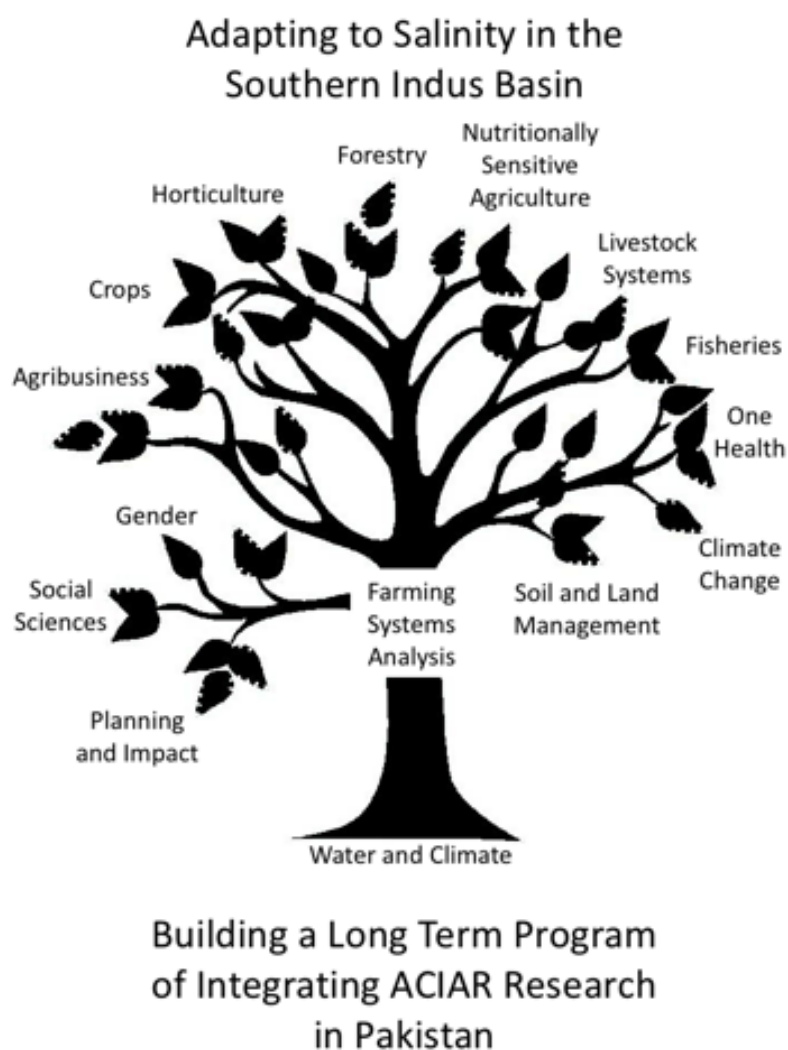 Adapting to Salinity in the
Southern Indus Basin
Forestry
Nutritionally
Sensitive
Agriculture
Horticulture
Livestock
Systems
Crops
Fisheries
Agribusiness
One
Health
Gender
Climate
Change
Social
Sciences
Farming
Systems
Analysis
Soil and Land
Management
Planning
and Impact
Water and Climate
Building a Long Term Program
of Integrating ACIAR Research
in Pakistan